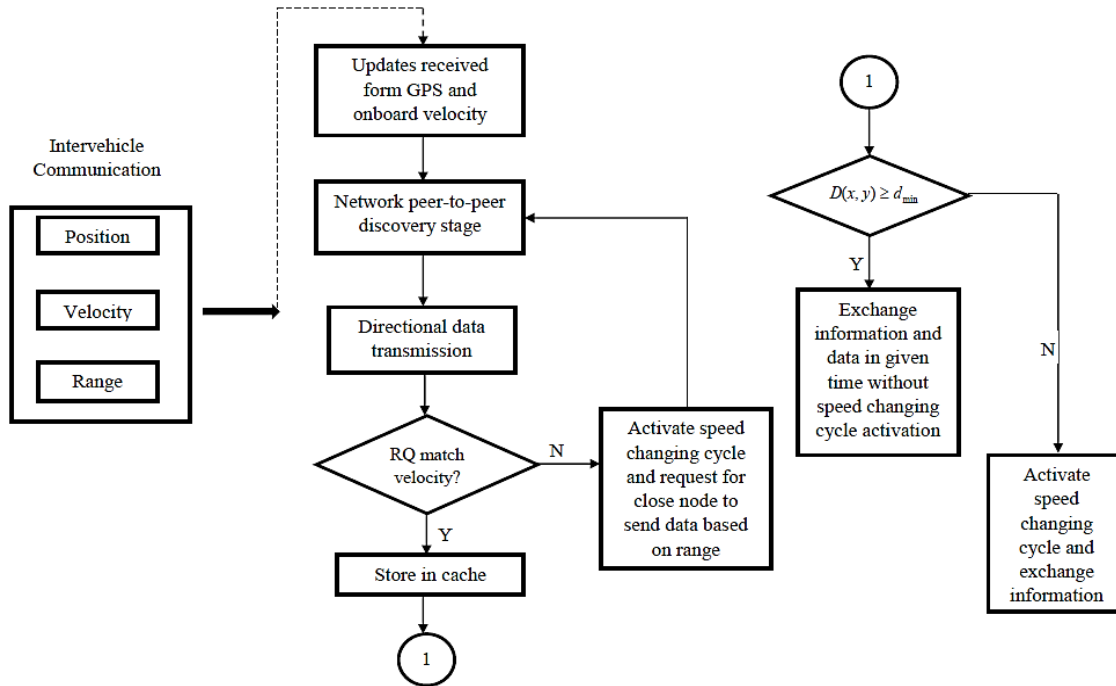 Intervehicle
Communication
Position
Velocity
Range
Updates received
form GPS and
onboard velocity
Network peer-to-peer
discovery stage
Directional data
transmission
RQ match
velocity?
N
Y
Activate speed
changing cycle
and request for
close node to
send data based
on range
Store in cache
1
1
D(x, y) ≥ dmin
Y
N
Exchange
information and
data in given
time without
speed changing
cycle activation
Activate
speed
changing
cycle and
exchange
information